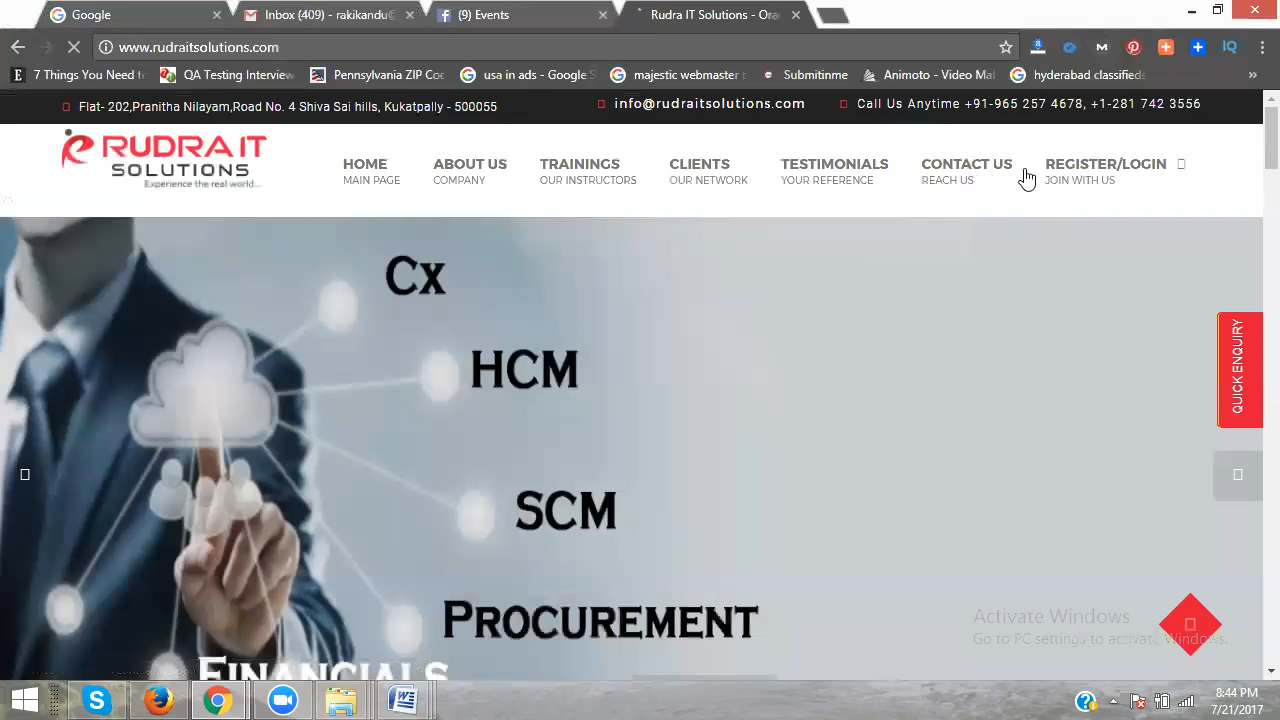 Google
Inbox (409) - rakikandu@
(9) Events
Rudra IT Solutions - Ora
www.rudraitsolutions.com
7 Things You Need t
QA Testing Interview
Pennsylvania ZIP Coc
usa in ads - Google S
majestic webmaster t
Submitinme
Animoto - Video Mal
hyderabad classifieds
Flat- 202,Pranitha Nilayam,Road No. 4 Shiva Sai hills, Kukatpally - 500055
info@rudraitsolutions.com
Call Us Anytime +91-965 257 4678, +1-281 742 3556
RUDRA IT
SOLUTIONS
Experience the real world...
HOME
MAIN PAGE
ABOUT US
COMPANY
TRAININGS
OUR INSTRUCTORS
CLIENTS
OUR NETWORK
TESTIMONIALS
YOUR REFERENCE
CONTACT US
REACH US
REGISTER/LOGIN
JOIN WITH US
Cx
HCM
SCM
PROCUREMENT
FINANCIALS
QUICK ENQUIRY
Activate Windows
Go to PC settings to activate Windows.
8:44 PM
7/21/2017